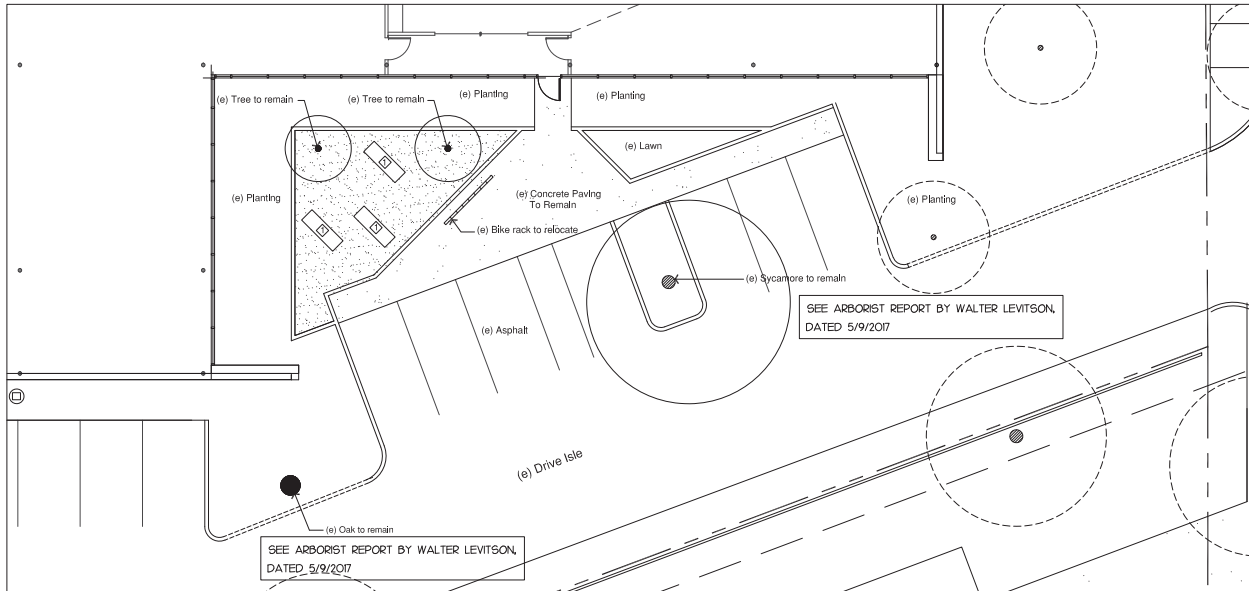 (e) Planting
(e) Planting
(e) Tree to remain
(e) Tree to remain
(e) Lawn
(e) Planting
(e) Concrete Paving
To Remain
(e) Planting
(e) Bike rack to relocate
(e) Sycamore to remain
SEE ARBORIST REPORT BY WALTER LEVITSON,
DATED 5/9/2017
(e) Asphalt
(e) Drive Isle
(e) Oak to remain
SEE ARBORIST REPORT BY WALTER LEVITSON,
DATED 5/9/2017